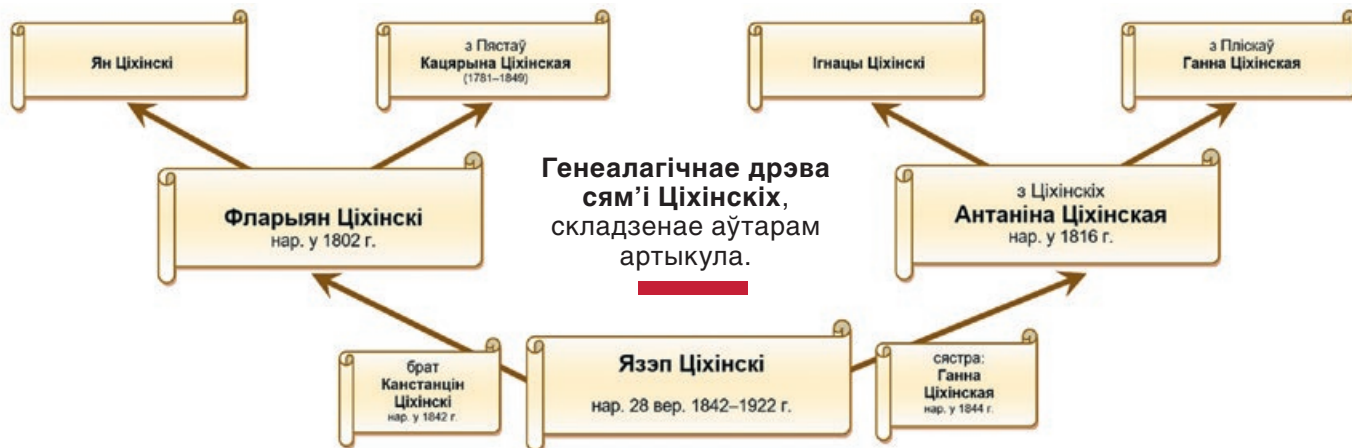 Ян Ціхінскі
з Пястаў
Кацярына Ціхінская
(1781–1849)
Ігнацы Ціхінскі
з Пліскаў
Ганна Ціхінская
Фларыян Ціхінскі
нар. у 1802 г.
Генеалагічнае дрэва
сям’і Ціхінскіх,
складзенае аўтарам
артыкула.
з Ціхінскіх
Антаніна Ціхінская
нар. у 1816 г.
брат
Канстанцін
Ціхінскі
нар. у 1842 г.
Язэп Ціхінскі
нар. 28 вер. 1842–1922 г.
сястра:
Ганна
Ціхінская
нар. у 1844 г.